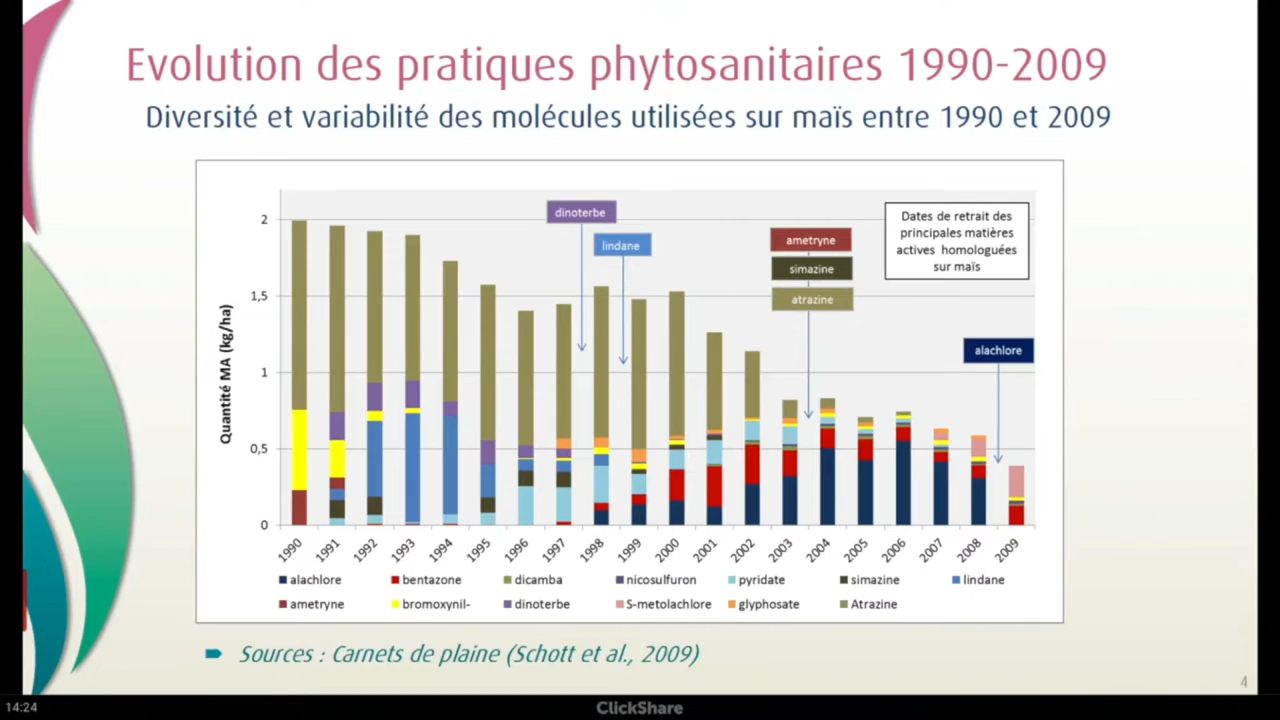 Evolution des pratiques phytosanitaires 1990-2009
Diversité et variabilité des molécules utilisées sur maïs entre 1990 et 2009
Quantité MA (kg/ha)
2
1,5
1
0,5
0
dinoterbe
lindane
ametryne
simazine
atrazine
Dates de retrait des
principales matières
actives homologuées
sur maïs
alachlore
1990 1991 1992 1993 1994 1995 1996 1997 1998 1999 2000 2001 2002 2003 2004 2005 2006 2007 2008 2009
alachlore bentazone dicamba nicosulfuron pyridate simazine lindane
ametryne bromoxynil- dinoterbe S-metolachlore glyphosate Atrazine
Sources : Carnets de plaine (Schott et al., 2009)
4
14:24
ClickShare